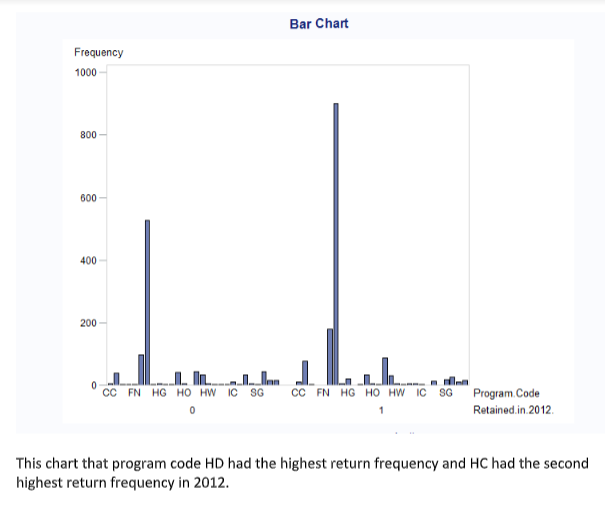 Bar Chart
Frequency
1000
800
600
400
200
0
CC FN HG HO HW IC SG CC FN HG HO HW IC SG Program.Code
0 1 Retained.in.2012.
This chart that program code HD had the highest return frequency and HC had the second
highest return frequency in 2012.